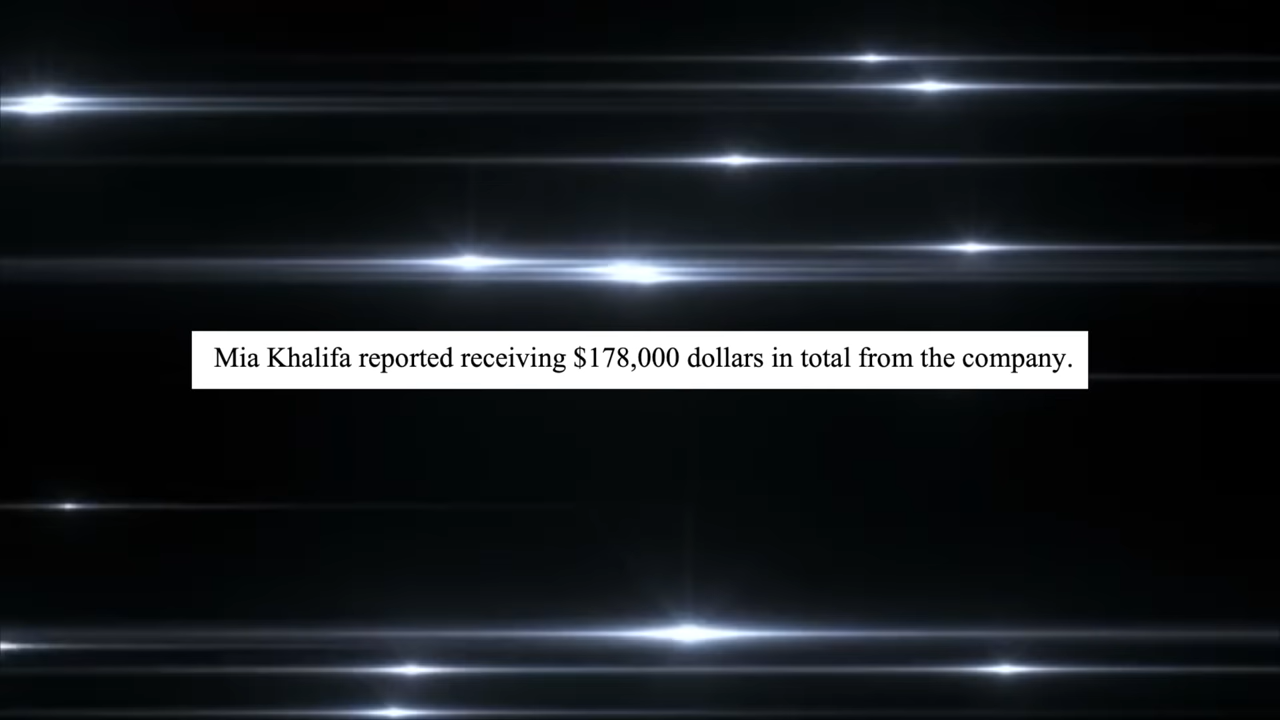 Mia Khalifa reported receiving $178,000 dollars in total from the company.